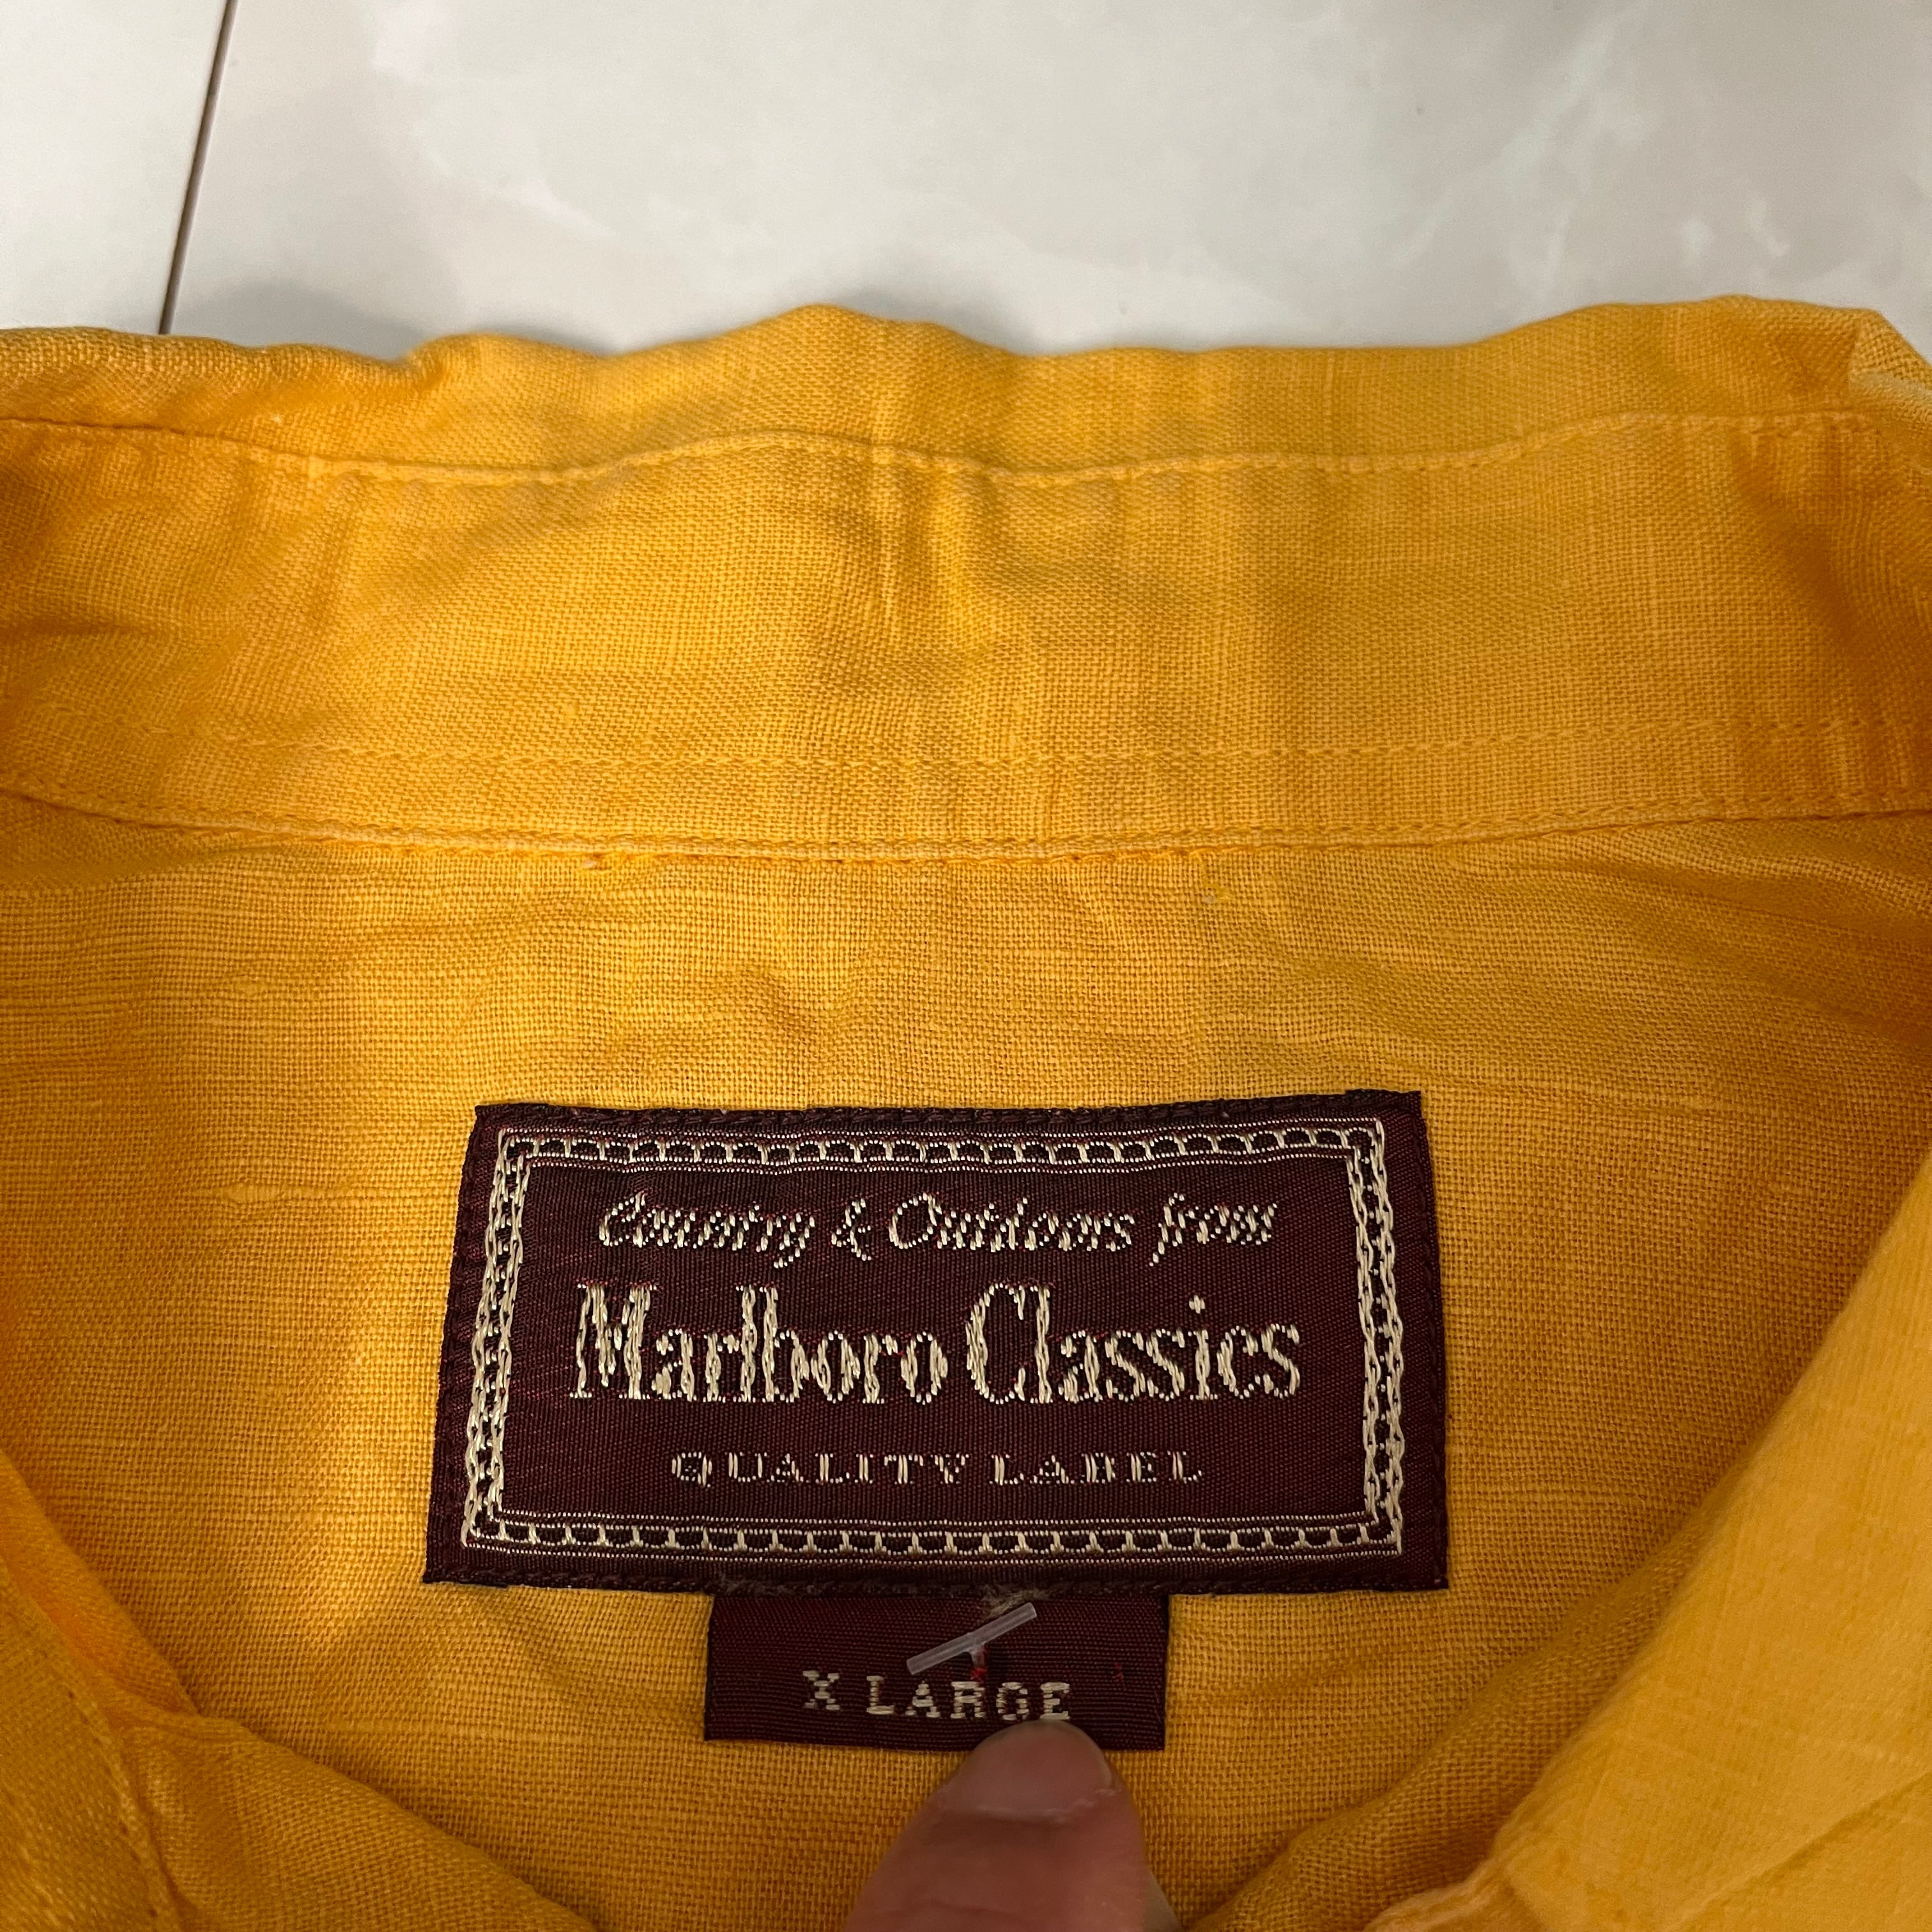 Country & Outdoors from
Marlboro Classics
QUALITY LABEL
X LARGE